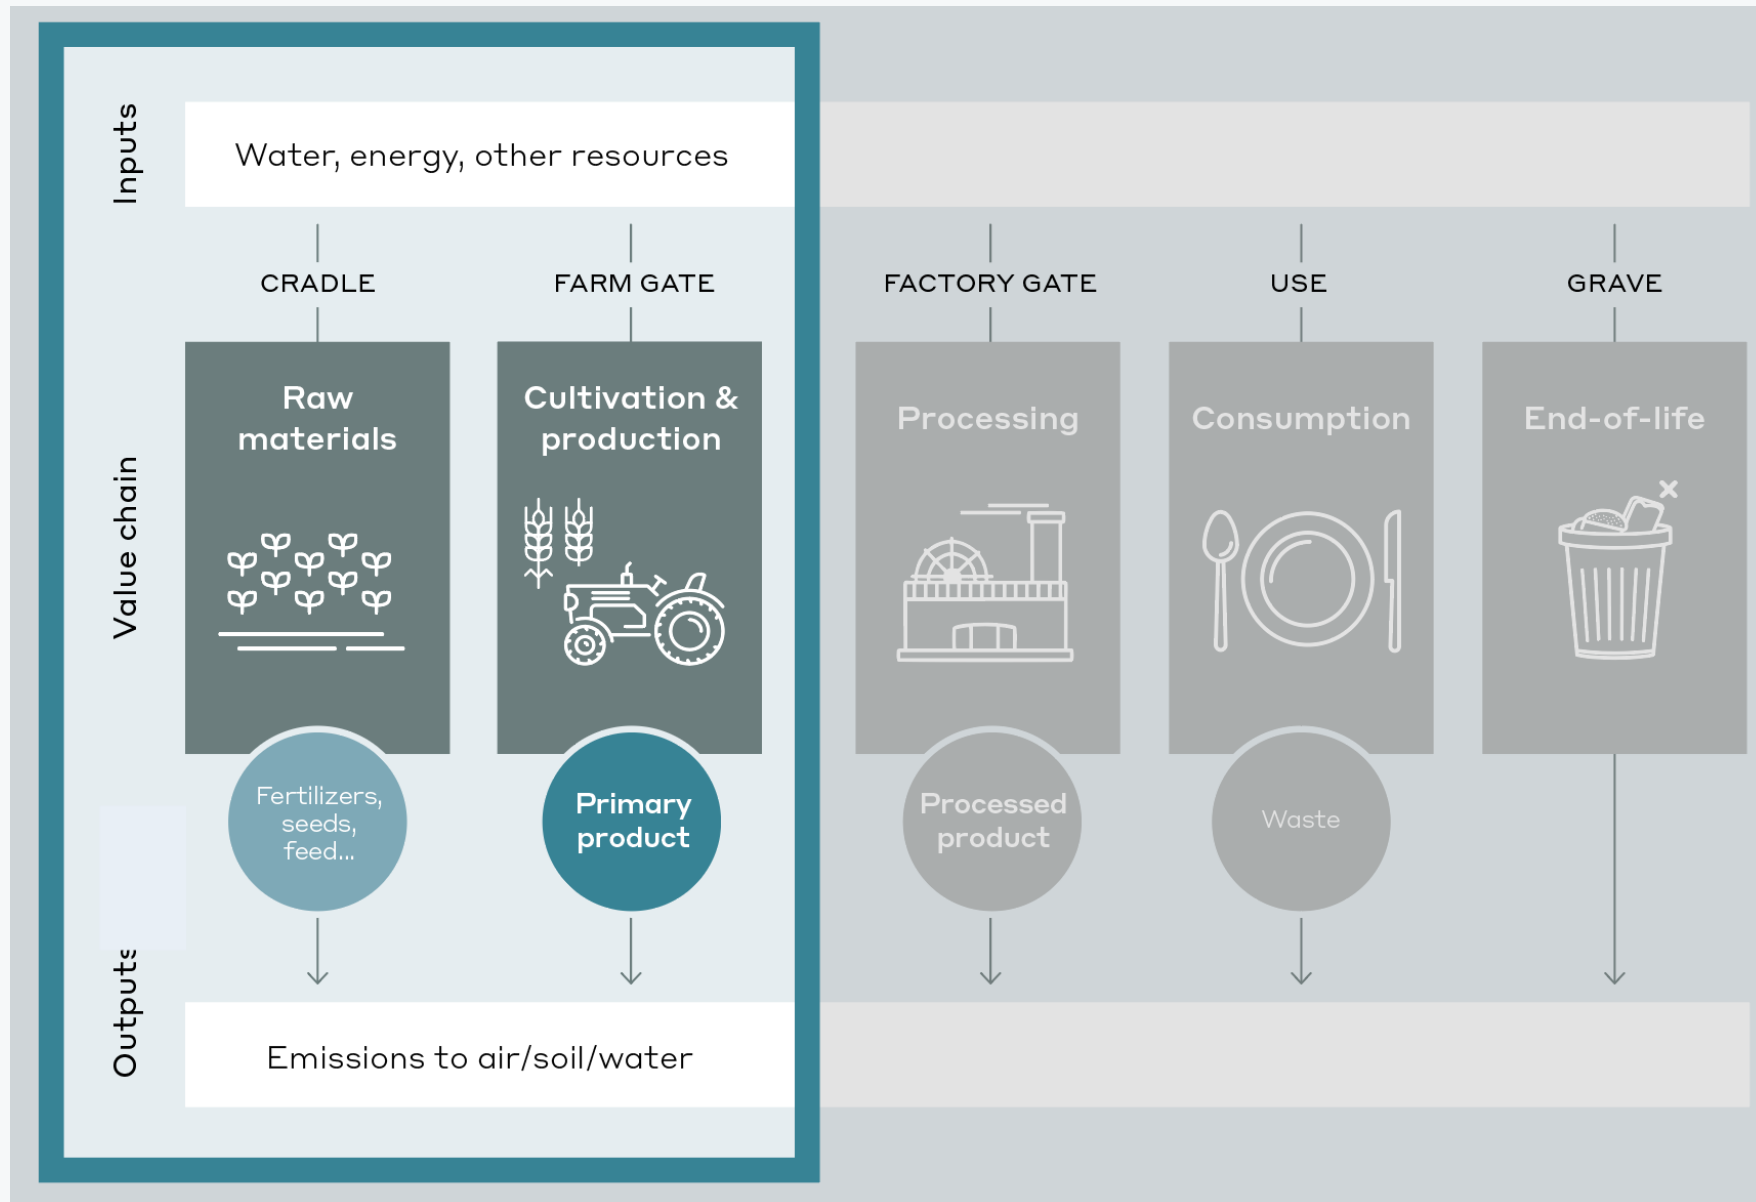 Inputs
Water, energy, other resources
CRADLE
FARM GATE
FACTORY GATE
USE
GRAVE
Value chain
Raw
materials
Cultivation &
production
Processing
Consumption
End-of-life
Fertilizers,
seeds,
feed...
Primary
product
Processed
product
Waste
Outputs
Emissions to air/soil/water